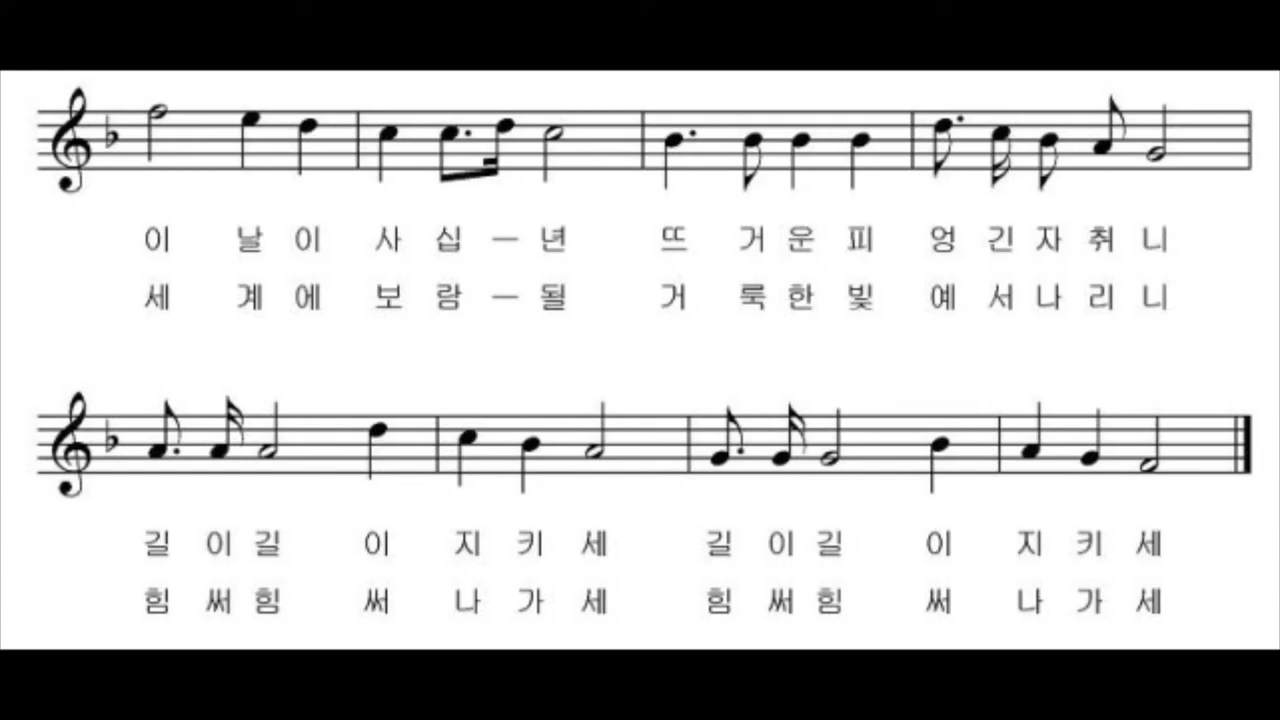 이 날 이 사 십 ― 년 뜨 거 운 피 엉 긴 자 취 니
세 계 에 보 람 ― 될 거 룩 한 빛 예 서 나 리 니
길 이 길 이 지 키 세 길 이 길 이 지 키 세
힘 써 힘 써 나 가 세 힘 써 힘 써 나 가 세